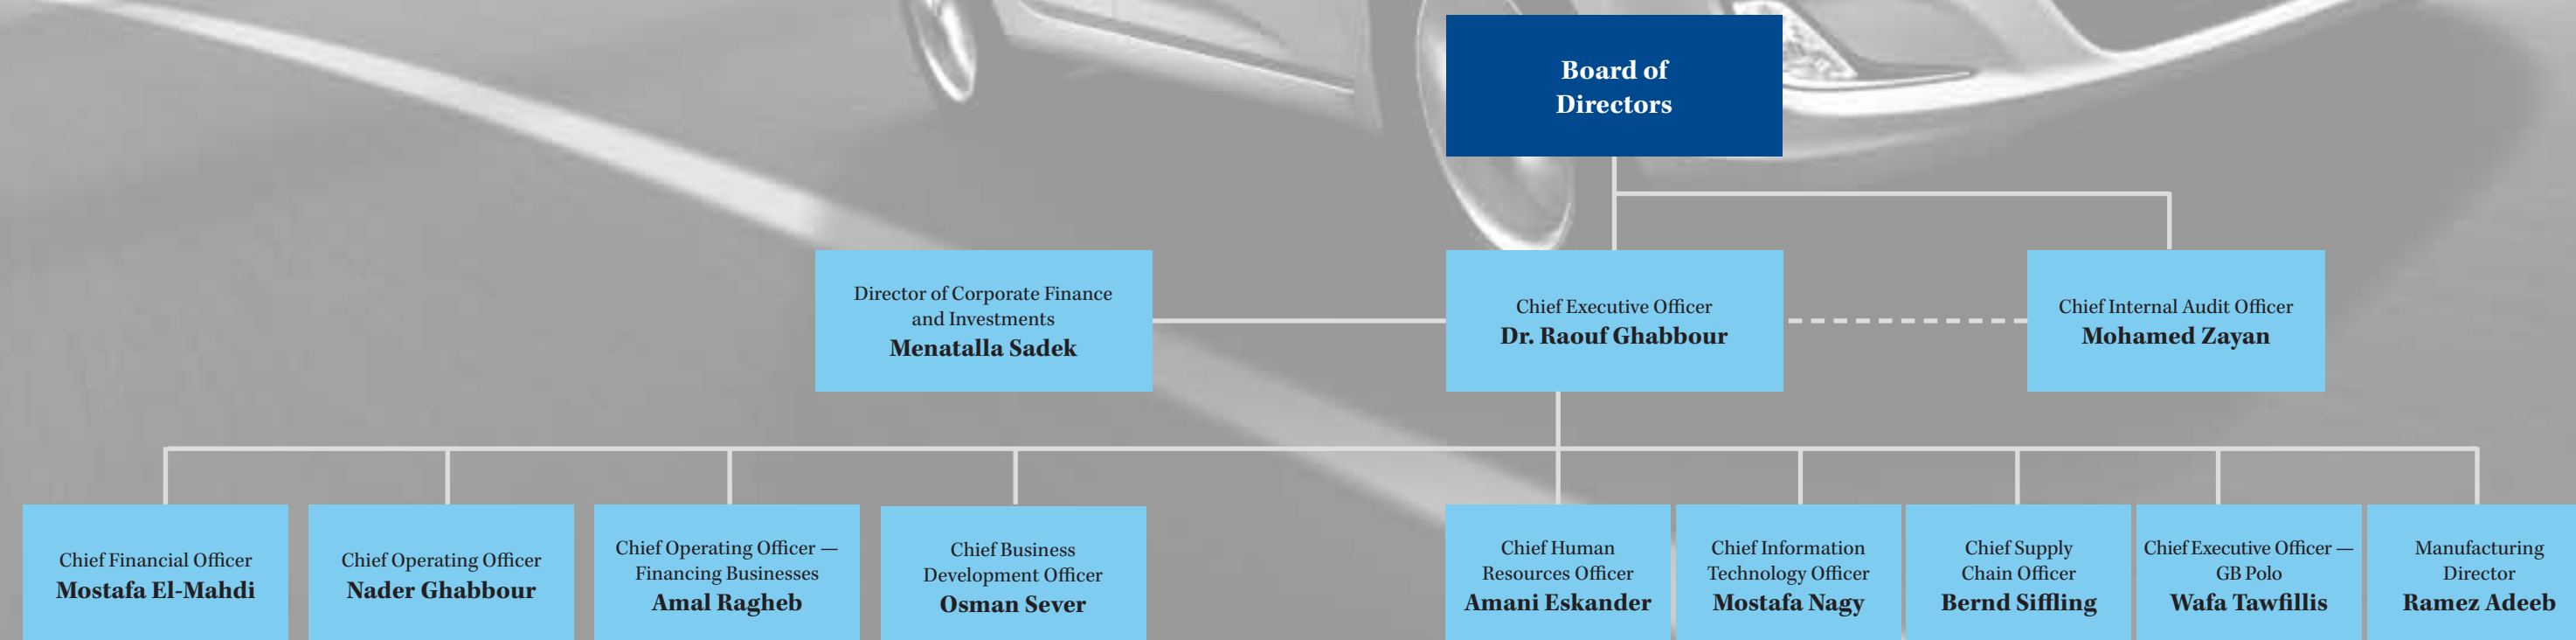 Board of
Directors
Director of Corporate Finance
and Investments
Menatalla Sadek
Chief Executive Officer
Dr. Raouf Ghabbour
Chief Internal Audit Officer
Mohamed Zayan
Chief Financial Officer
Mostafa El-Mahdi
Chief Operating Officer
Nader Ghabbour
Chief Operating Officer —
Financing Businesses
Amal Ragheb
Chief Business
Development Officer
Osman Sever
Chief Human
Resources Officer
Amani Eskander
Chief Information
Technology Officer
Mostafa Nagy
Chief Supply
Chain Officer
Bernd Siffling
Chief Executive Officer —
GB Polo
Wafa Tawfillis
Manufacturing
Director
Ramez Adeeb